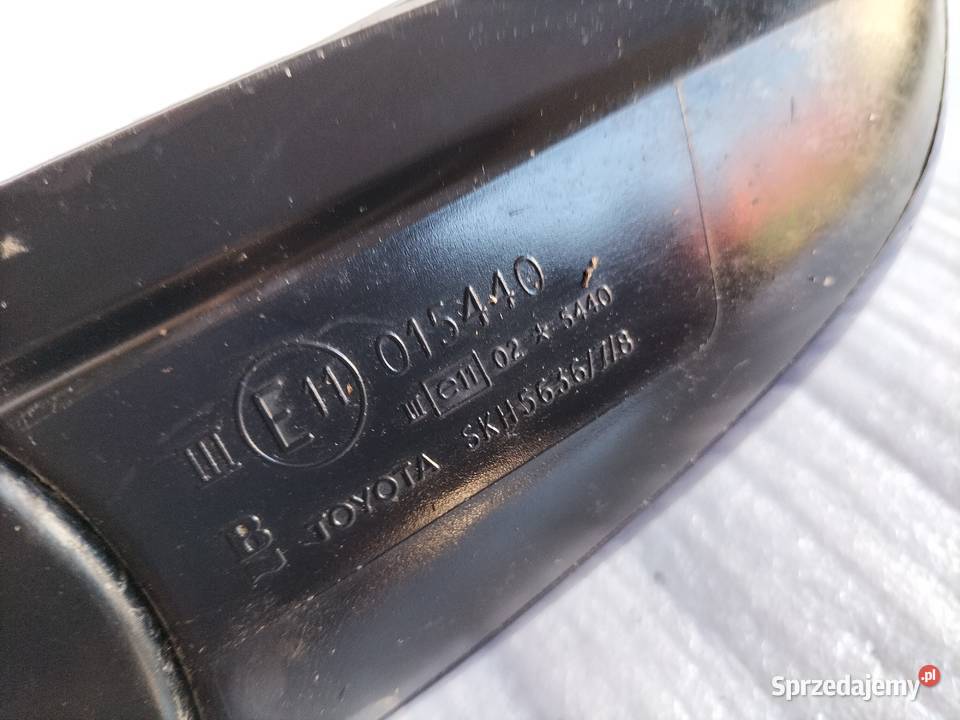 III E11 015440
III e11 02 * 5440
TOYOTA SKH5636/7/8
B
Sprzedajemy.pl